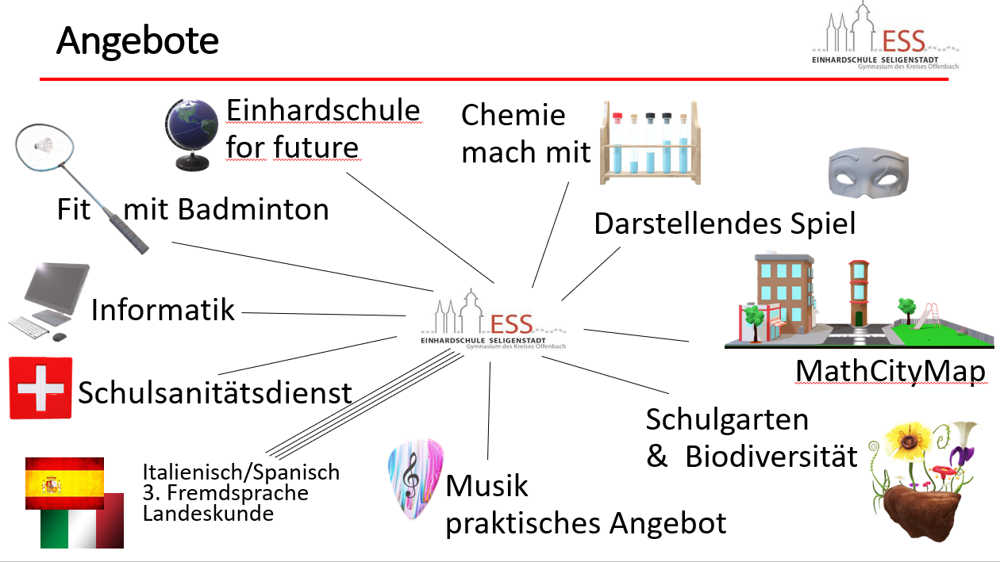 Angebote
ESS
EINHARDSCHULE SELIGENSTADT
Gymnasium des Kreises Offenbach
Einhardschule
for future
Chemie
mach mit
Fit mit Badminton
Darstellendes Spiel
Informatik
ESS
EINHARDSCHULE SELIGENSTADT
Gymnasium des Kreises Offenbach
MathCityMap
Schulsanitätsdienst
Schulgarten
& Biodiversität
Italienisch/Spanisch
3. Fremdsprache
Landeskunde
Musik
praktisches Angebot